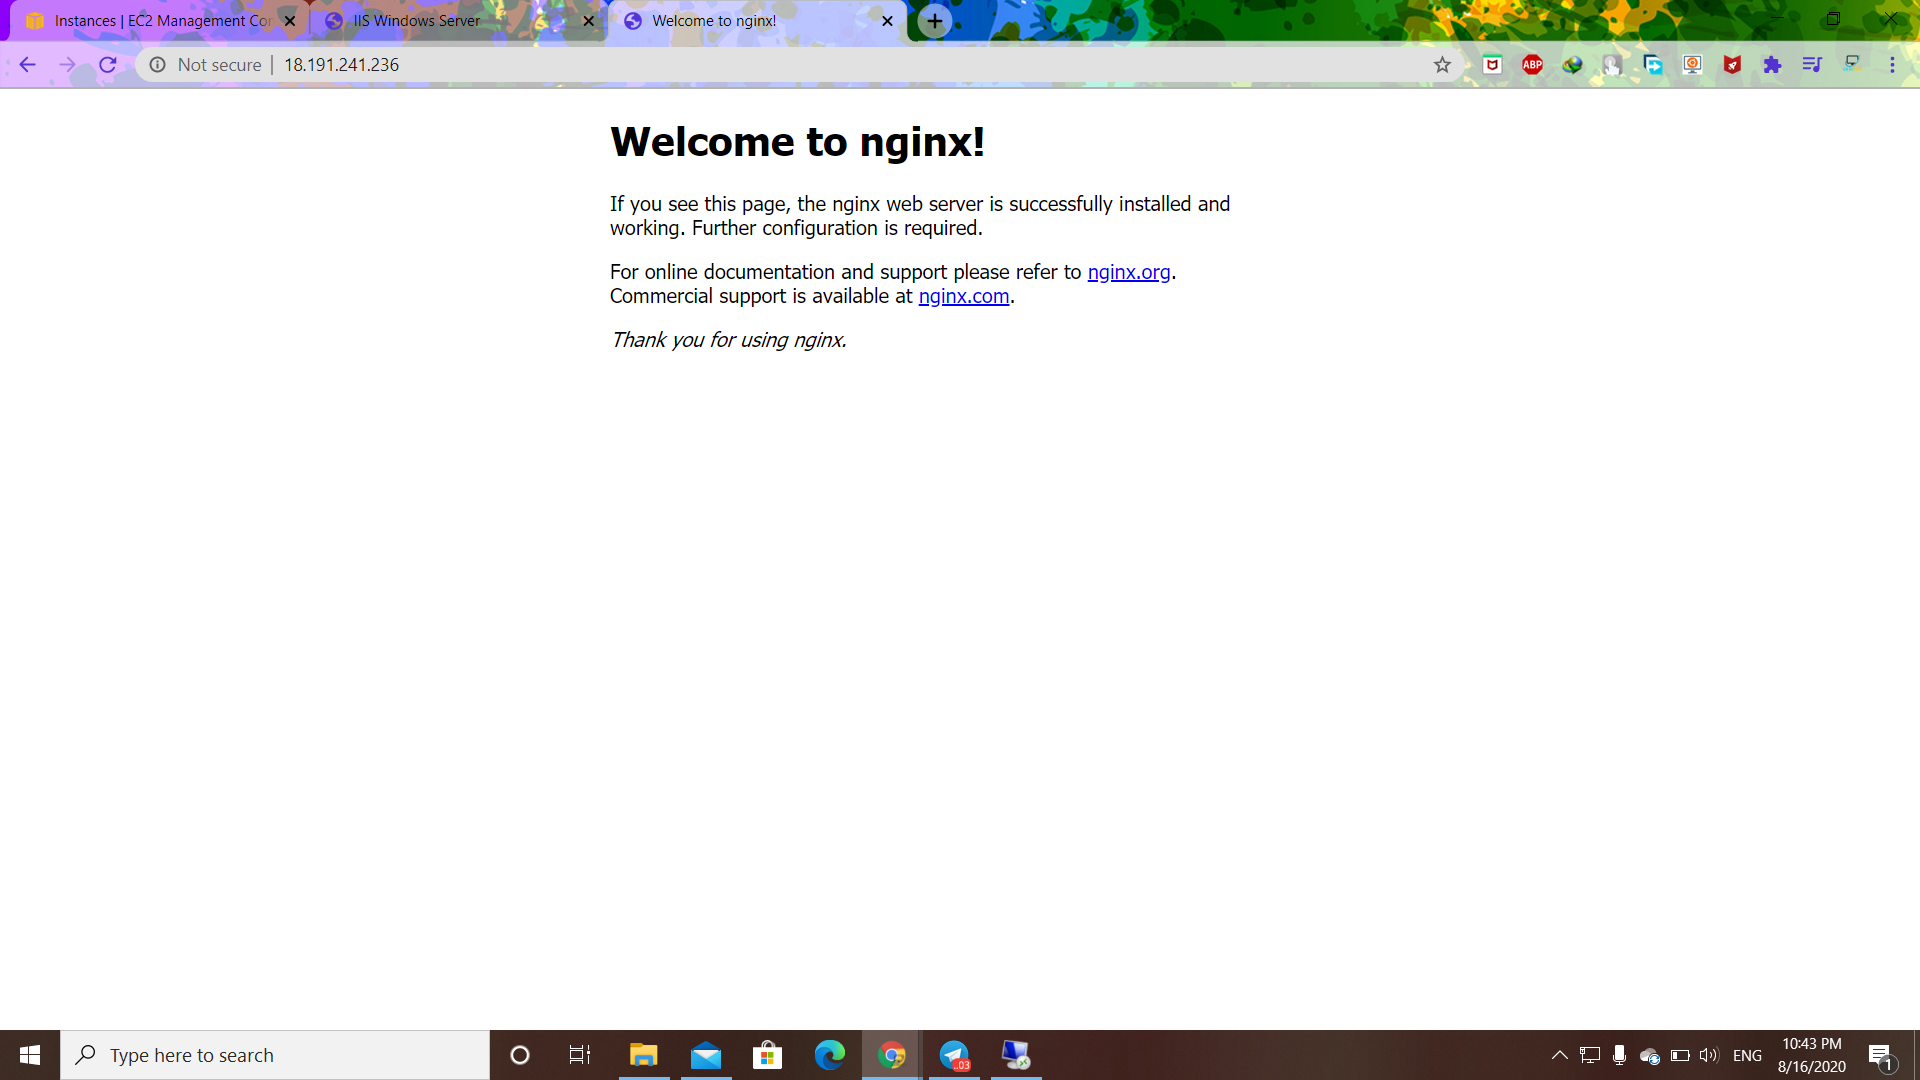 Instances | EC2 Management Co
IIS Windows Server
Welcome to nginx!
Not secure | 18.191.241.236
ABP
Welcome to nginx!
If you see this page, the nginx web server is successfully installed and
working. Further configuration is required.
For online documentation and support please refer to nginx.org.
Commercial support is available at nginx.com.
Thank you for using nginx.
Type here to search
..03
ENG
10:43 PM
8/16/2020
1